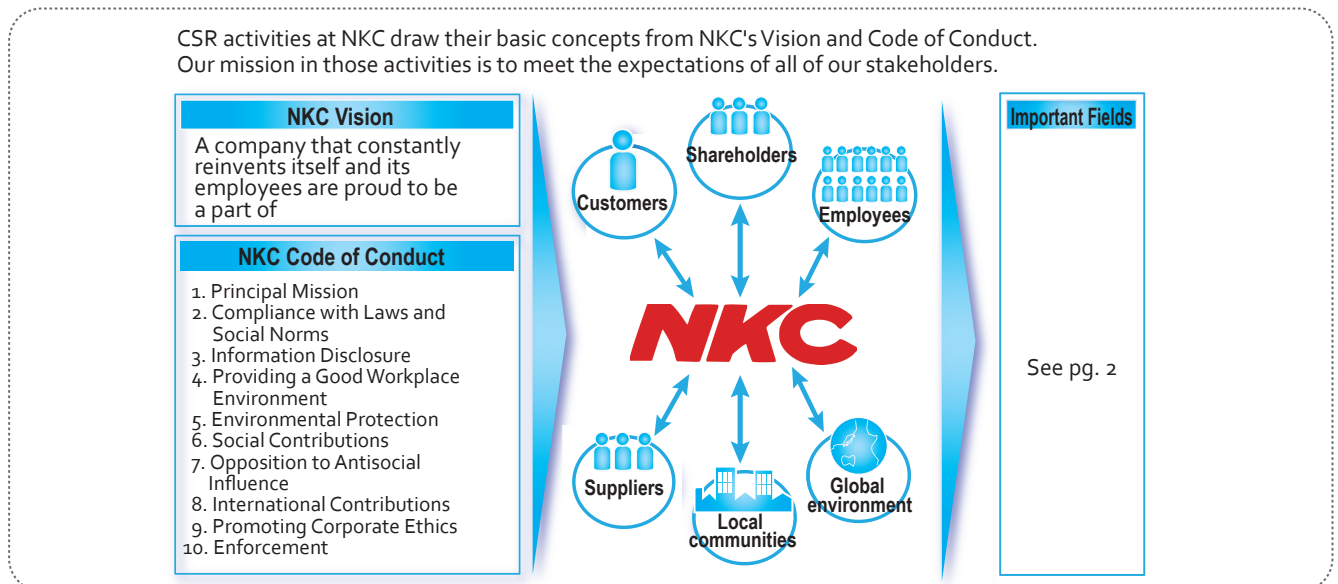 CSR activities at NKC draw their basic concepts from NKC's Vision and Code of Conduct.
Our mission in those activities is to meet the expectations of all of our stakeholders.
NKC Vision
A company that constantly
reinvents itself and its
employees are proud to be
a part of
NKC Code of Conduct
1. Principal Mission
2. Compliance with Laws and
Social Norms
3. Information Disclosure
4. Providing a Good Workplace
Environment
5. Environmental Protection
6. Social Contributions
7. Opposition to Antisocial
Influence
8. International Contributions
9. Promoting Corporate Ethics
10. Enforcement
Customers
Shareholders
Employees
NKC
Suppliers
Local
communities
Global
environment
Important Fields
See pg. 2